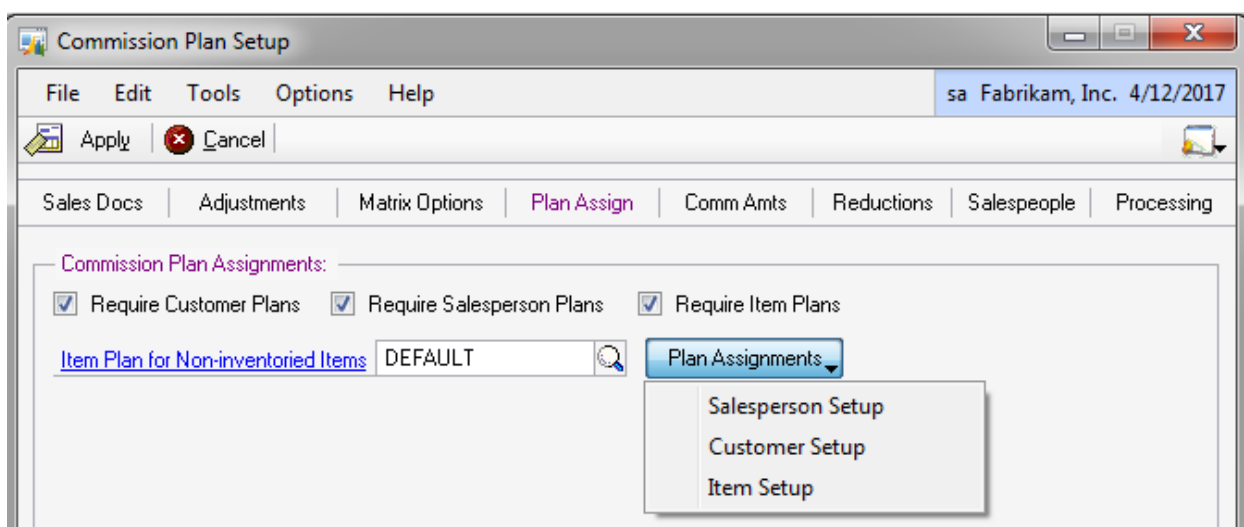 Commission Plan Setup
File Edit Tools Options Help sa Fabrikam, Inc. 4/12/2017
Apply Cancel
Sales Docs Adjustments Matrix Options Plan Assign Comm Amts Reductions Salespeople Processing
Commission Plan Assignments:
Require Customer Plans Require Salesperson Plans Require Item Plans
Item Plan for Non-inventoried Items DEFAULT Plan Assignments
Salesperson Setup
Customer Setup
Item Setup